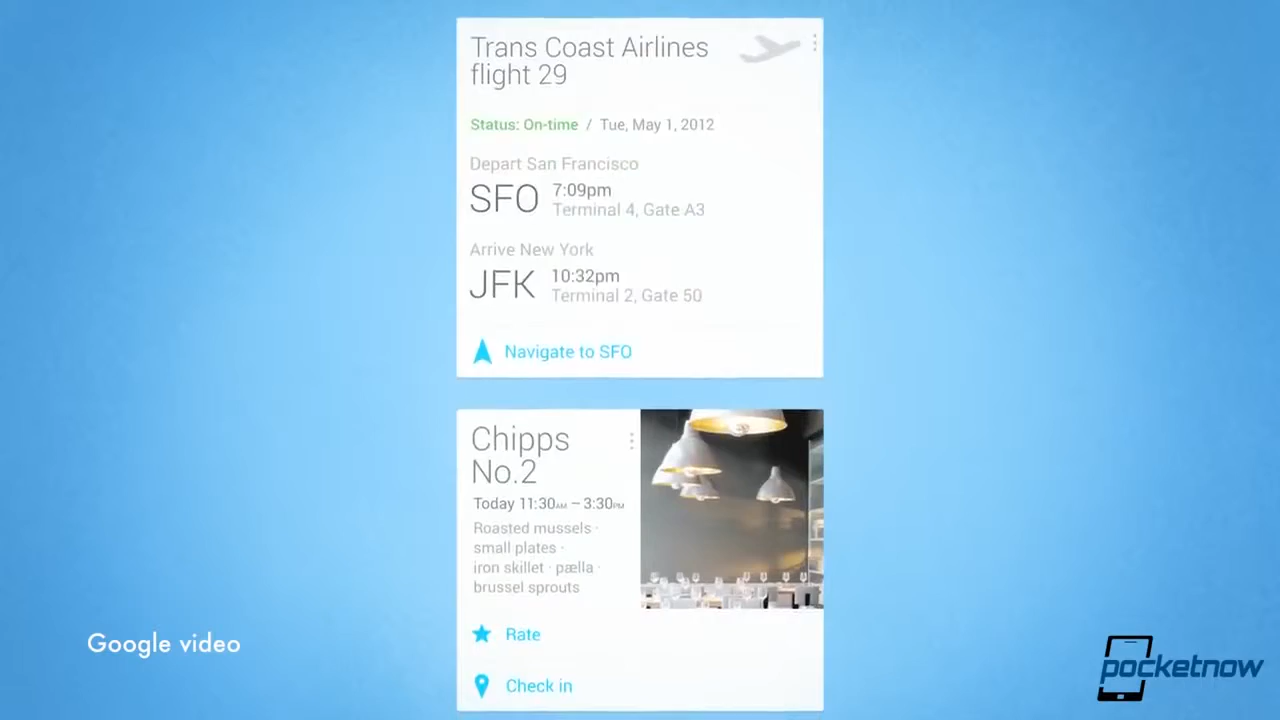 Trans Coast Airlines
flight 29
Status: On-time / Tue, May 1, 2012
Depart San Francisco
SFO
7:09pm
Terminal 4, Gate A3
Arrive New York
JFK
10:32pm
Terminal 2, Gate 50
Navigate to SFO
Chipps
No.2
Today 11:30AM – 3:30PM
Roasted mussels ·
small plates ·
iron skillet · pælla ·
brussel sprouts
Rate
Check in
Google video
pocketnow